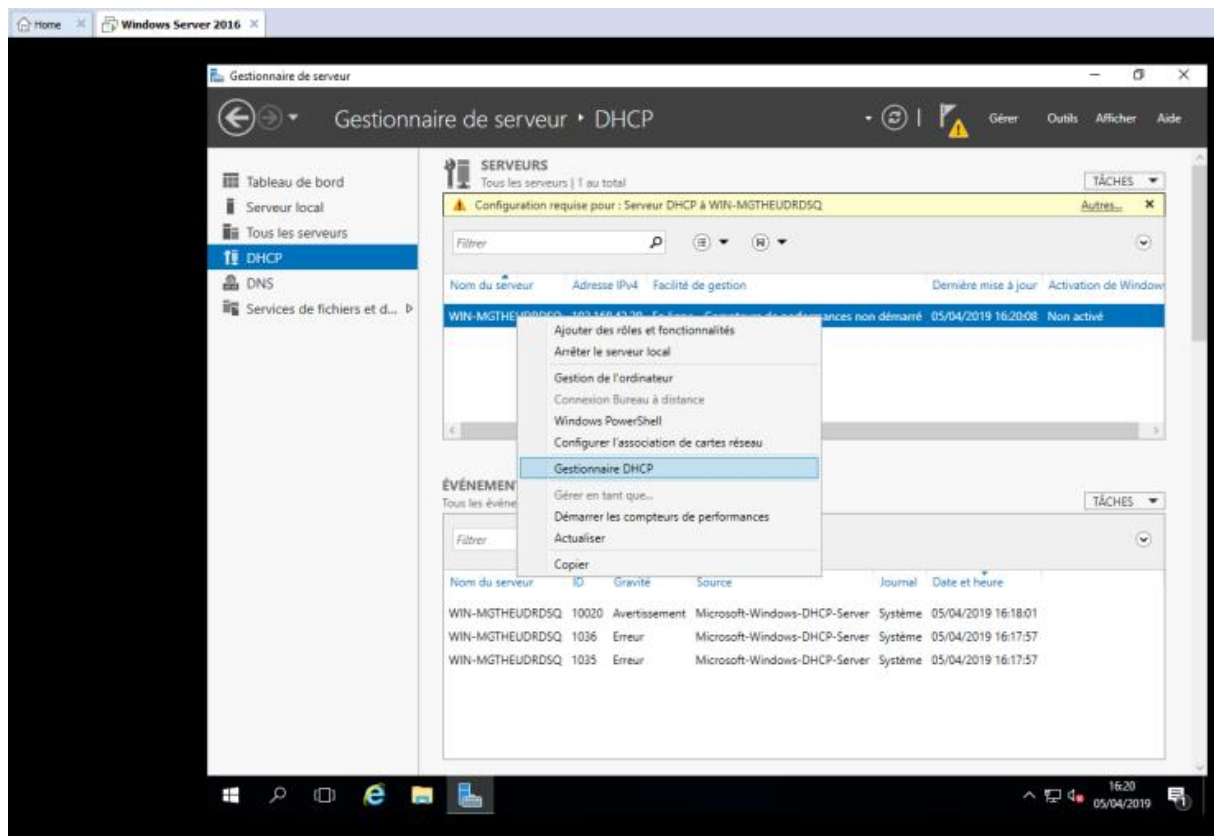 Home
Windows Server 2016
Gestionnaire de serveur
Gestionnaire de serveur • DHCP
Gérer Outils Afficher Aide
Tableau de bord
Serveur local
Tous les serveurs
DHCP
DNS
Services de fichiers et d...
SERVEURS
Tous les serveurs | 1 au total
TÂCHES
Configuration requise pour : Serveur DHCP à WIN-MGTHEUDRDSQ
Autres...
Filtrer
Nom du serveur Adresse IPv4 Facilité de gestion Dernière mise à jour Activation de Window
WIN-MGTHEUDRDSQ non démarré 05/04/2019 16:20:08 Non activé
Ajouter des rôles et fonctionnalités
Arrêter le serveur local
Gestion de l'ordinateur
Connexion Bureau à distance
Windows PowerShell
Configurer l'association de cartes réseau
Gestionnaire DHCP
Gérer en tant que...
Démarrer les compteurs de performances
Actualiser
Copier
ÉVÉNEMEN
Tous les événe
TÂCHES
Filtrer
Nom du serveur ID Gravité Source Journal Date et heure
WIN-MGTHEUDRDSQ 10020 Avertissement Microsoft-Windows-DHCP-Server Système 05/04/2019 16:18:01
WIN-MGTHEUDRDSQ 1036 Erreur Microsoft-Windows-DHCP-Server Système 05/04/2019 16:17:57
WIN-MGTHEUDRDSQ 1035 Erreur Microsoft-Windows-DHCP-Server Système 05/04/2019 16:17:57
16:20
05/04/2019